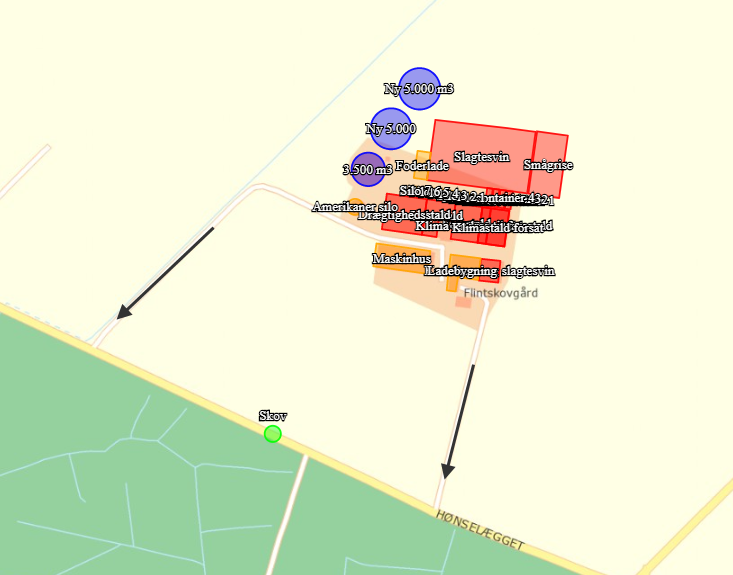 Ny 5.000 m3
Ny 5.000
Slagtesvin
Smågrise
Foderlade
3.500 m3
Amerikaner silo
Drægtighedsstald
Maskinhus
Ladebygning slagtesvin
Flintskovgård
Skov
HØNSELÆGGET